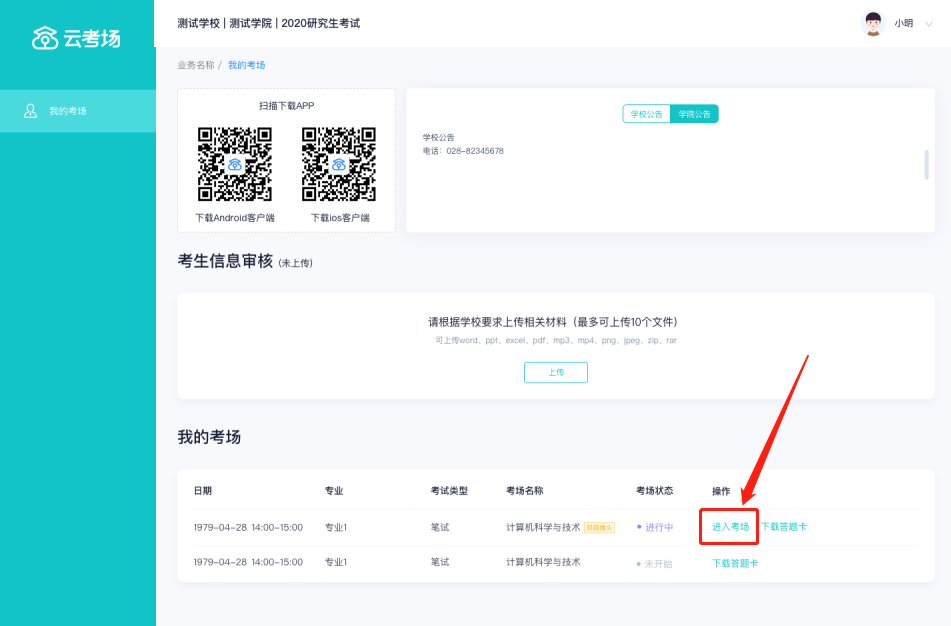 云考场
测试学校 | 测试学院 | 2020研究生考试
小明
我的考场
业务名称 / 我的考场
扫描下载APP
下载Android客户端
下载ios客户端
学校公告
学院公告
学校公告
电话：028-82345678
考生信息审核 (未上传)
请根据学校要求上传相关材料（最多可上传10个文件）
可上传word、ppt、excel、pdf、mp3、mp4、png、jpeg、zip、rar
上传
我的考场
日期 专业 考试类型 考场名称 考场状态 操作
1979-04-28 14:00-15:00 专业1 笔试 计算机科学与技术 双摄像头 进行中 进入考场 下载答题卡
1979-04-28 14:00-15:00 专业1 笔试 计算机科学与技术 未开始 下载答题卡